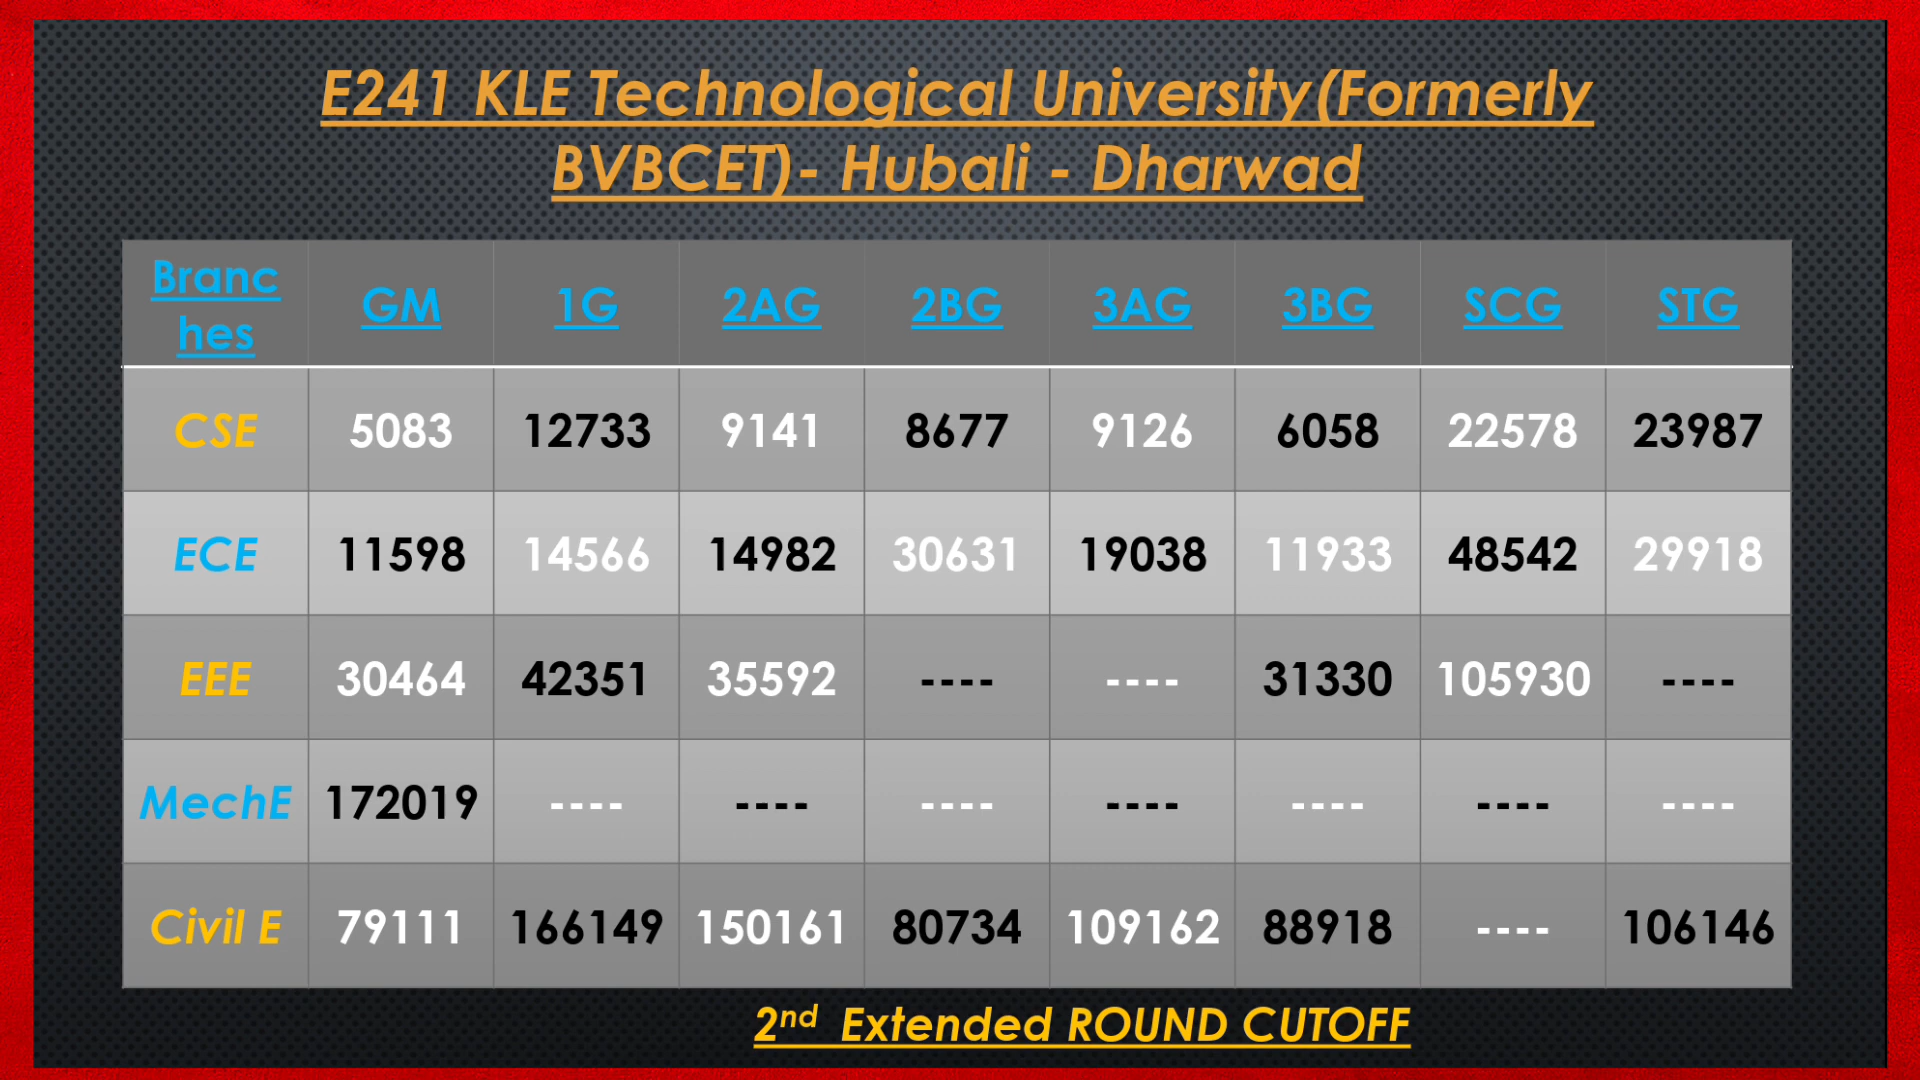 E241 KLE Technological University(Formerly
BVBCET)- Hubali - Dharwad
Branc
hes GM 1G 2AG 2BG 3AG 3BG SCG STG
CSE 5083 12733 9141 8677 9126 6058 22578 23987
ECE 11598 14566 14982 30631 19038 11933 48542 29918
EEE 30464 42351 35592 ---- ---- 31330 105930 ----
MechE 172019 ---- ---- ---- ---- ---- ---- ----
Civil E 79111 166149 150161 80734 109162 88918 ---- 106146
2nd Extended ROUND CUTOFF